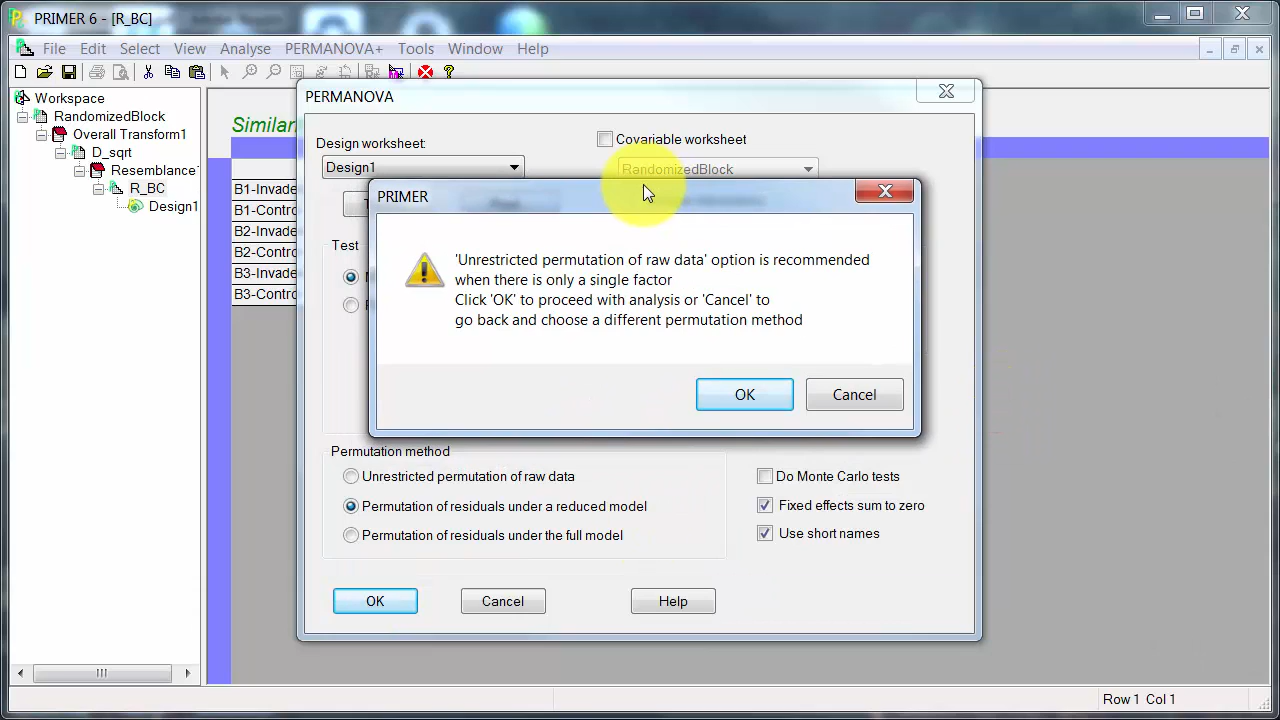 PRIMER 6 - [R_BC]
File Edit Select View Analyse PERMANOVA+ Tools Window Help
Workspace
RandomizedBlock
Overall Transform1
D_sqrt
Resemblance
R_BC
Design1
Similar
B1-Invade
B1-Contro
B2-Invade
B2-Contro
B3-Invade
B3-Contro
PERMANOVA
Design worksheet:
Covariable worksheet
Design1
RandomizedBlock
Test
PRIMER
'Unrestricted permutation of raw data' option is recommended
when there is only a single factor
Click 'OK' to proceed with analysis or 'Cancel' to
go back and choose a different permutation method
OK Cancel
Permutation method
Unrestricted permutation of raw data
Do Monte Carlo tests
Permutation of residuals under a reduced model
Fixed effects sum to zero
Permutation of residuals under the full model
Use short names
OK Cancel Help
Row 1 Col 1